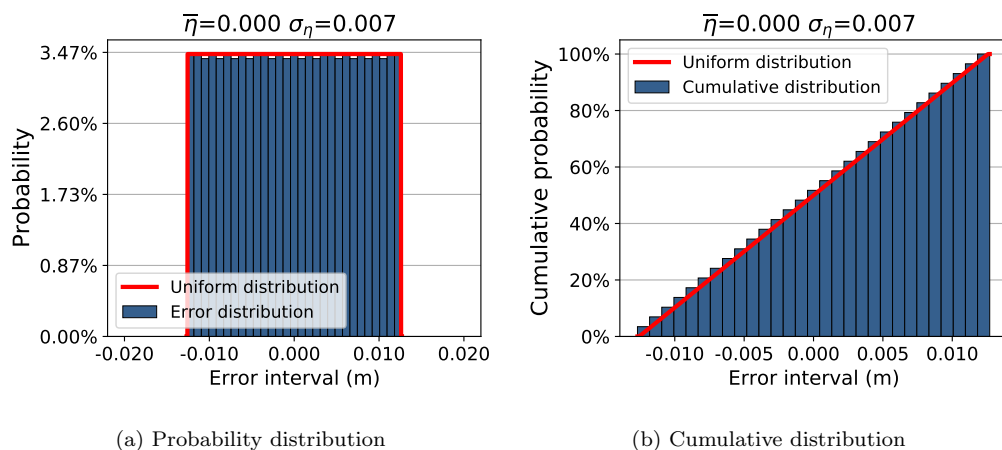 η̅=0.000 σ_η=0.007
3.47%
2.60%
1.73%
0.87%
0.00%
Probability
Uniform distribution
Error distribution
-0.020 -0.010 0.000 0.010 0.020
Error interval (m)
(a) Probability distribution
η̅=0.000 σ_η=0.007
100%
80%
60%
40%
20%
0%
Cumulative probability
Uniform distribution
Cumulative distribution
-0.010 -0.005 0.000 0.005 0.010
Error interval (m)
(b) Cumulative distribution